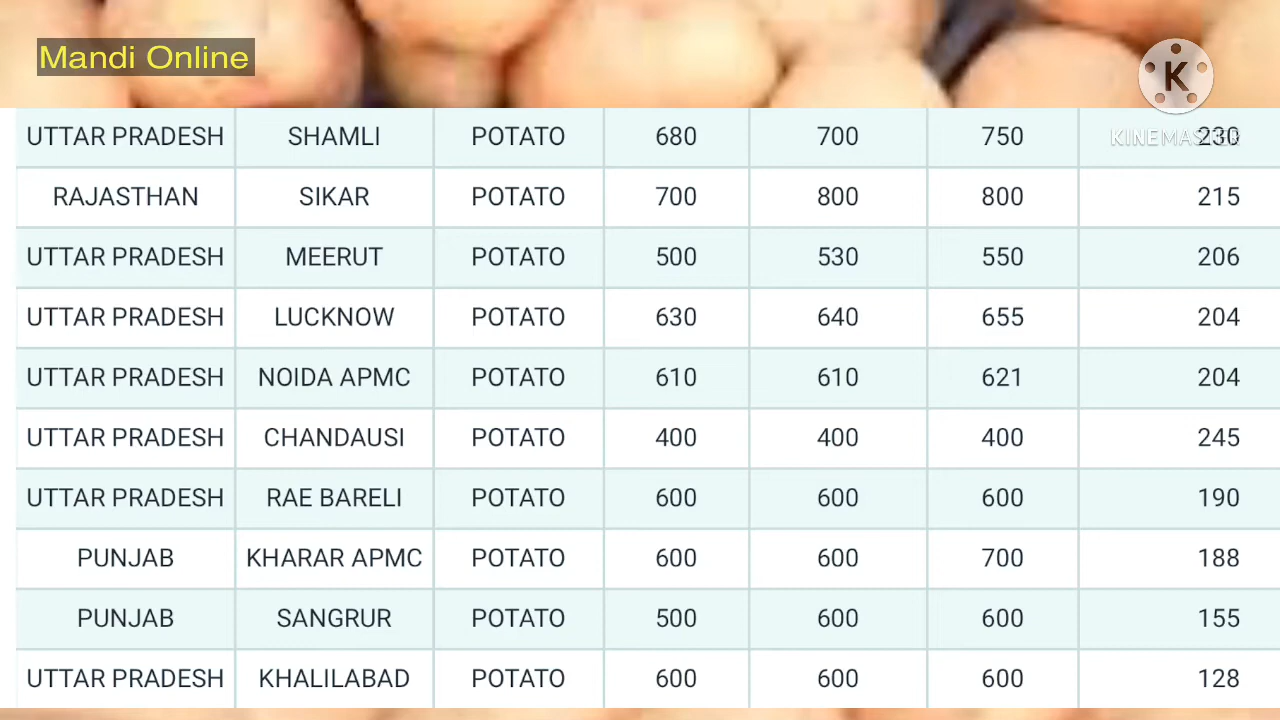 Mandi Online
K
KINEMASTER
UTTAR PRADESH SHAMLI POTATO 680 700 750 230
RAJASTHAN SIKAR POTATO 700 800 800 215
UTTAR PRADESH MEERUT POTATO 500 530 550 206
UTTAR PRADESH LUCKNOW POTATO 630 640 655 204
UTTAR PRADESH NOIDA APMC POTATO 610 610 621 204
UTTAR PRADESH CHANDAUSI POTATO 400 400 400 245
UTTAR PRADESH RAE BARELI POTATO 600 600 600 190
PUNJAB KHARAR APMC POTATO 600 600 700 188
PUNJAB SANGRUR POTATO 500 600 600 155
UTTAR PRADESH KHALILABAD POTATO 600 600 600 128